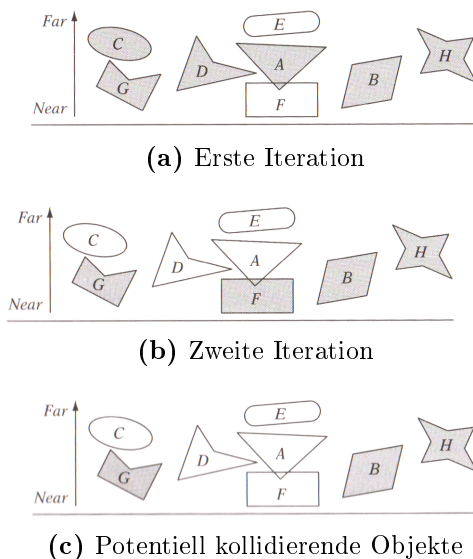 Far
C
D
E
A
H
G
B
F
Near
(a) Erste Iteration
Far
E
C
D
A
H
G
B
F
Near
(b) Zweite Iteration
Far
E
C
D
A
H
G
B
F
Near
(c) Potentiell kollidierende Objekte